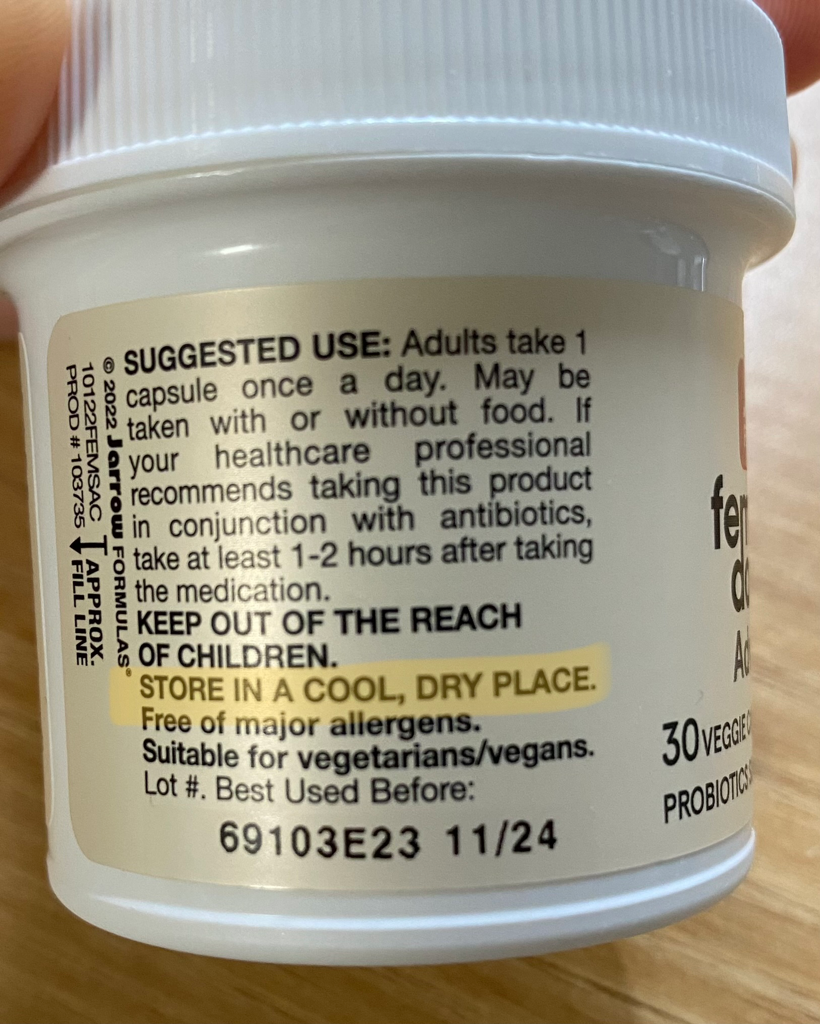 SUGGESTED USE: Adults take 1
capsule once a day. May be
taken with or without food. If
your healthcare professional
recommends taking this product
in conjunction with antibiotics,
take at least 1-2 hours after taking
the medication.
KEEP OUT OF THE REACH
OF CHILDREN.
STORE IN A COOL, DRY PLACE.
Free of major allergens.
Suitable for vegetarians/vegans.
Lot #. Best Used Before:
69103E23 11/24
© 2022 Jarrow FORMULAS®
10122FEMSAC
PROD # 103735
APPROX.
FILL LINE
30 VEGGIE
PROBIOTICS